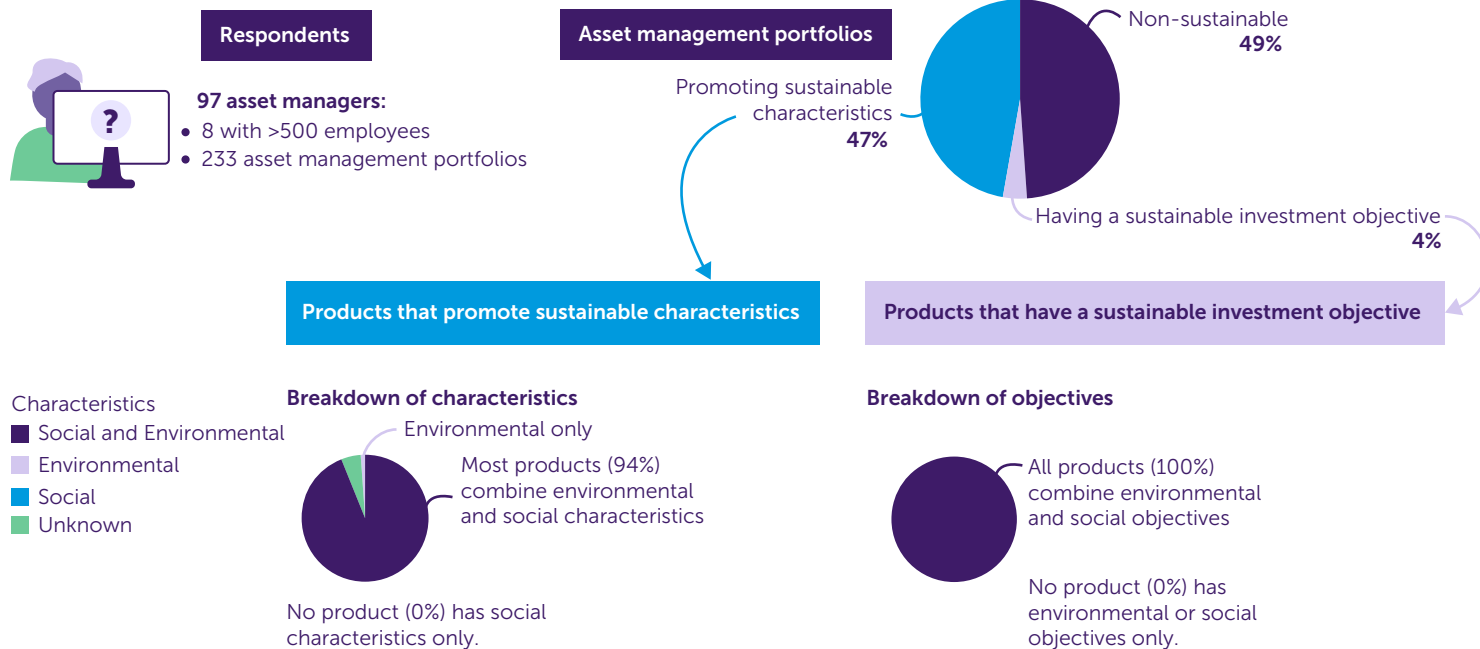 Respondents
?
97 asset managers:
• 8 with >500 employees
• 233 asset management portfolios
Asset management portfolios
Non-sustainable
49%
Promoting sustainable
characteristics
47%
Having a sustainable investment objective
4%
Products that promote sustainable characteristics
Products that have a sustainable investment objective
Characteristics
Social and Environmental
Environmental
Social
Unknown
Breakdown of characteristics
Environmental only
Most products (94%)
combine environmental
and social characteristics
No product (0%) has social
characteristics only.
Breakdown of objectives
All products (100%)
combine environmental
and social objectives
No product (0%) has
environmental or social
objectives only.